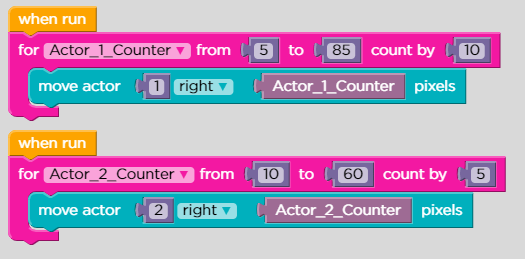 when run
for Actor_1_Counter ▼ from 5 to 85 count by 10
move actor 1 right ▼ Actor_1_Counter pixels
when run
for Actor_2_Counter ▼ from 10 to 60 count by 5
move actor 2 right ▼ Actor_2_Counter pixels